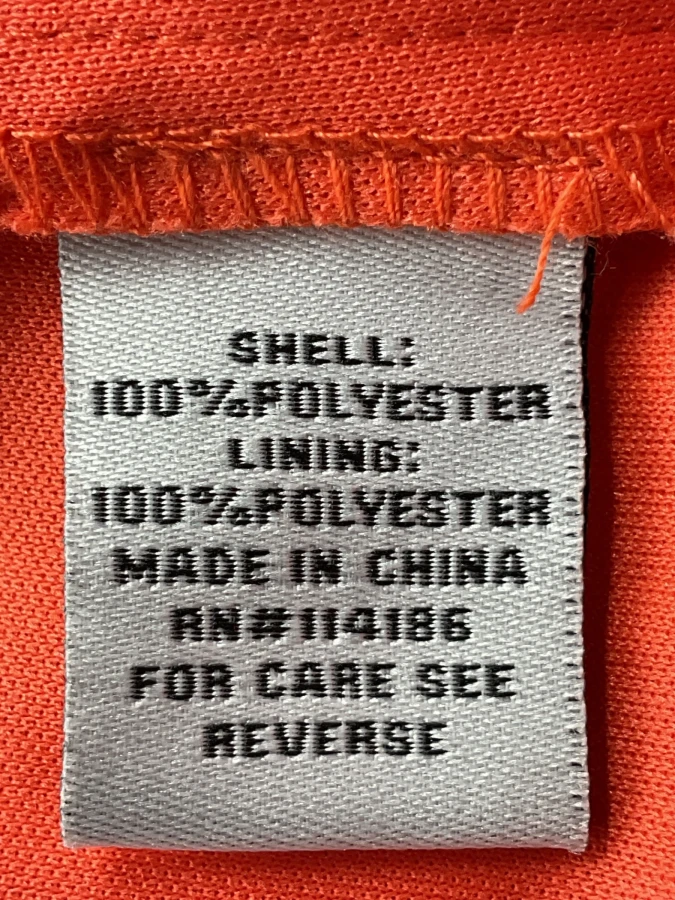 SHELL:
100%POLYESTER
LINING:
100%POLYESTER
MADE IN CHINA
RN#114186
FOR CARE SEE
REVERSE